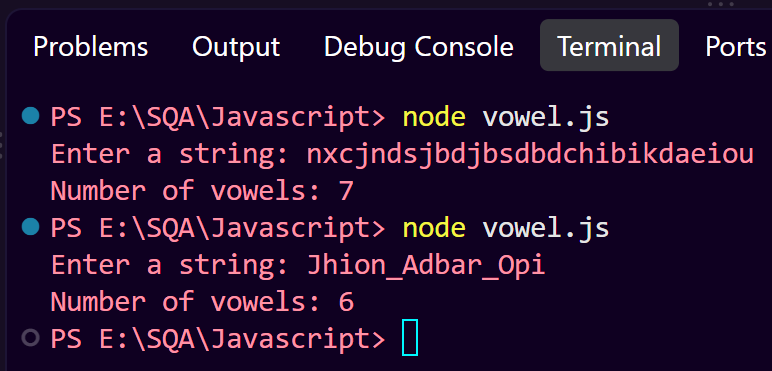 Problems Output Debug Console Terminal Ports
PS E:\SQA\Javascript> node vowel.js
Enter a string: nxcjndsjbdjbsdbdchibikdaeiou
Number of vowels: 7
PS E:\SQA\Javascript> node vowel.js
Enter a string: Jhion_Adbar_Opi
Number of vowels: 6
PS E:\SQA\Javascript>